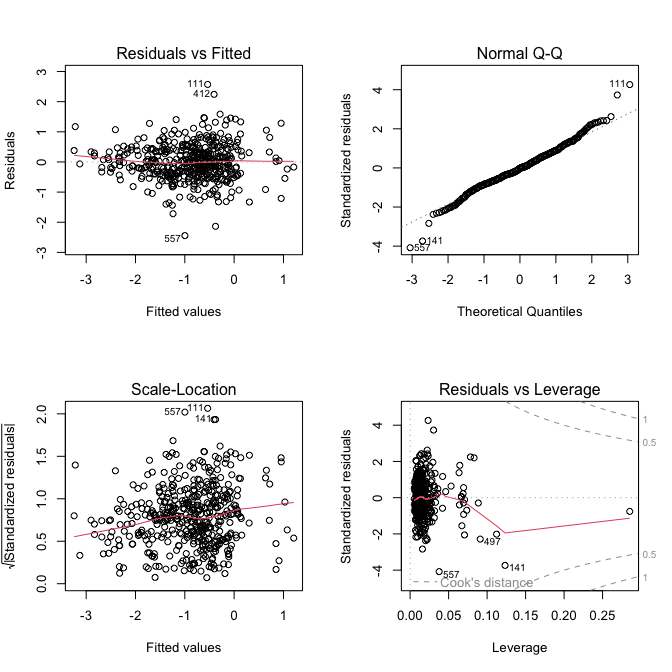 Residuals vs Fitted
Residuals
3
2
1
0
-1
-2
-3
111
412
557
-3 -2 -1 0 1
Fitted values
Normal Q-Q
Standardized residuals
4
2
0
-2
-4
111
141
557
-3 -2 -1 0 1 2 3
Theoretical Quantiles
Scale-Location
√|Standardized residuals|
2.0
1.5
1.0
0.5
0.0
557
111
141
-3 -2 -1 0 1
Fitted values
Residuals vs Leverage
Standardized residuals
4
2
0
-2
-4
1
0.5
0.5
1
497
141
557
Cook's distance
0.00 0.05 0.10 0.15 0.20 0.25
Leverage